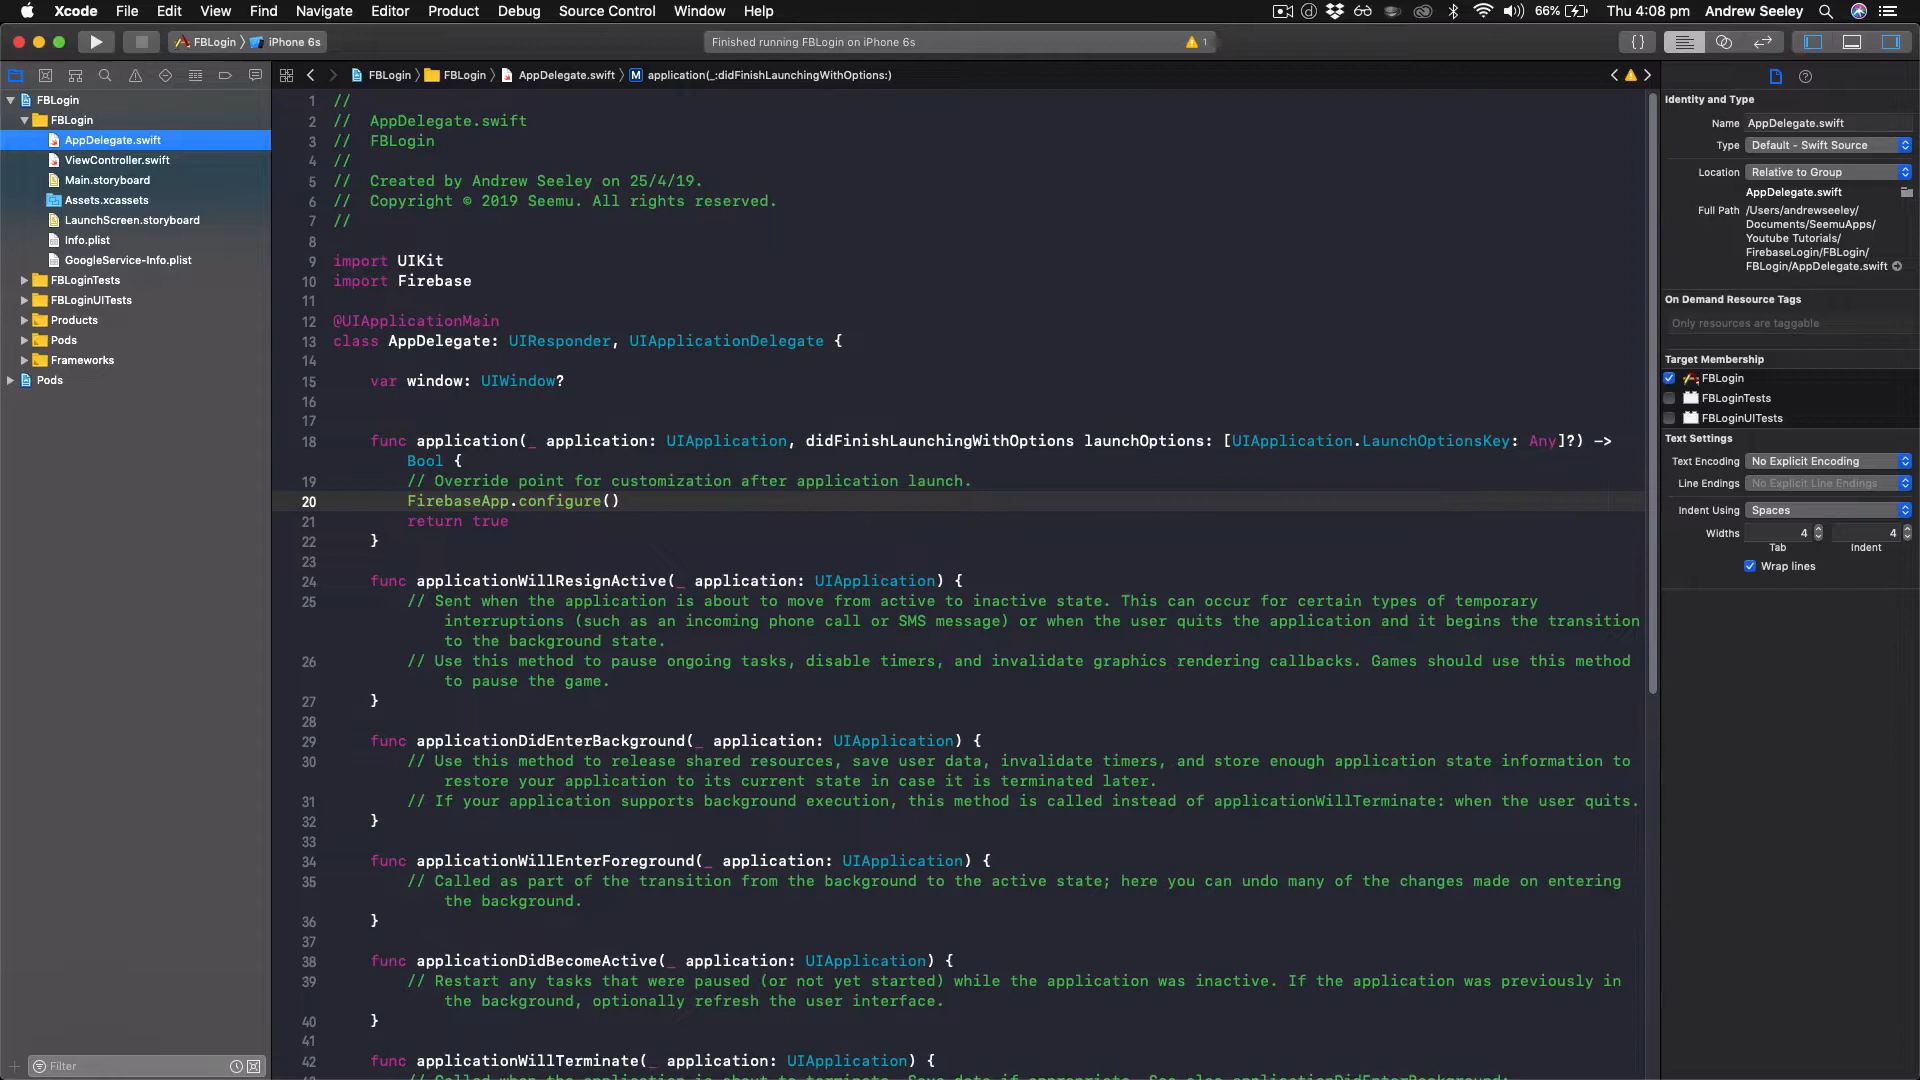 Xcode File Edit View Find Navigate Editor Product Debug Source Control Window Help 66% Thu 4:08 pm Andrew Seeley
FBLogin iPhone 6s Finished running FBLogin on iPhone 6s 1
FBLogin FBLogin AppDelegate.swift M application(_:didFinishLaunchingWithOptions:)
FBLogin
FBLogin
AppDelegate.swift
ViewController.swift
Main.storyboard
Assets.xcassets
LaunchScreen.storyboard
Info.plist
GoogleService-Info.plist
FBLoginTests
FBLoginUITests
Products
Pods
Frameworks
Pods
Filter
1 //
2 // AppDelegate.swift
3 // FBLogin
4 //
5 // Created by Andrew Seeley on 25/4/19.
6 // Copyright © 2019 Seemu. All rights reserved.
7 //
8
9 import UIKit
10 import Firebase
11
12 @UIApplicationMain
13 class AppDelegate: UIResponder, UIApplicationDelegate {
14
15 var window: UIWindow?
16
17
18 func application(_ application: UIApplication, didFinishLaunchingWithOptions launchOptions: [UIApplication.LaunchOptionsKey: Any]?) ->
Bool {
19 // Override point for customization after application launch.
20 FirebaseApp.configure()
21 return true
22 }
23
24 func applicationWillResignActive(_ application: UIApplication) {
25 // Sent when the application is about to move from active to inactive state. This can occur for certain types of temporary
interruptions (such as an incoming phone call or SMS message) or when the user quits the application and it begins the transition
to the background state.
26 // Use this method to pause ongoing tasks, disable timers, and invalidate graphics rendering callbacks. Games should use this method
to pause the game.
27 }
28
29 func applicationDidEnterBackground(_ application: UIApplication) {
30 // Use this method to release shared resources, save user data, invalidate timers, and store enough application state information to
restore your application to its current state in case it is terminated later.
31 // If your application supports background execution, this method is called instead of applicationWillTerminate: when the user quits.
32 }
33
34 func applicationWillEnterForeground(_ application: UIApplication) {
35 // Called as part of the transition from the background to the active state; here you can undo many of the changes made on entering
the background.
36 }
37
38 func applicationDidBecomeActive(_ application: UIApplication) {
39 // Restart any tasks that were paused (or not yet started) while the application was inactive. If the application was previously in
the background, optionally refresh the user interface.
40 }
41
42 func applicationWillTerminate(_ application: UIApplication) {
// Called when the application is about to terminate. Save data if appropriate. See also applicationDidEnterBackground:
Identity and Type
Name AppDelegate.swift
Type Default - Swift Source
Location Relative to Group
AppDelegate.swift
Full Path /Users/andrewseeley/
Documents/SeemuApps/
Youtube Tutorials/
FirebaseLogin/FBLogin/
FBLogin/AppDelegate.swift
On Demand Resource Tags
Only resources are taggable
Target Membership
FBLogin
FBLoginTests
FBLoginUITests
Text Settings
Text Encoding No Explicit Encoding
Line Endings No Explicit Line Endings
Indent Using Spaces
Widths 4 4
Tab Indent
Wrap lines